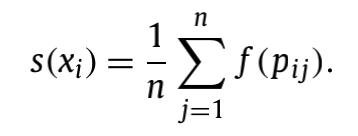 s(x_i) = \frac{1}{n} \sum_{j=1}^{n} f(p_{ij}).